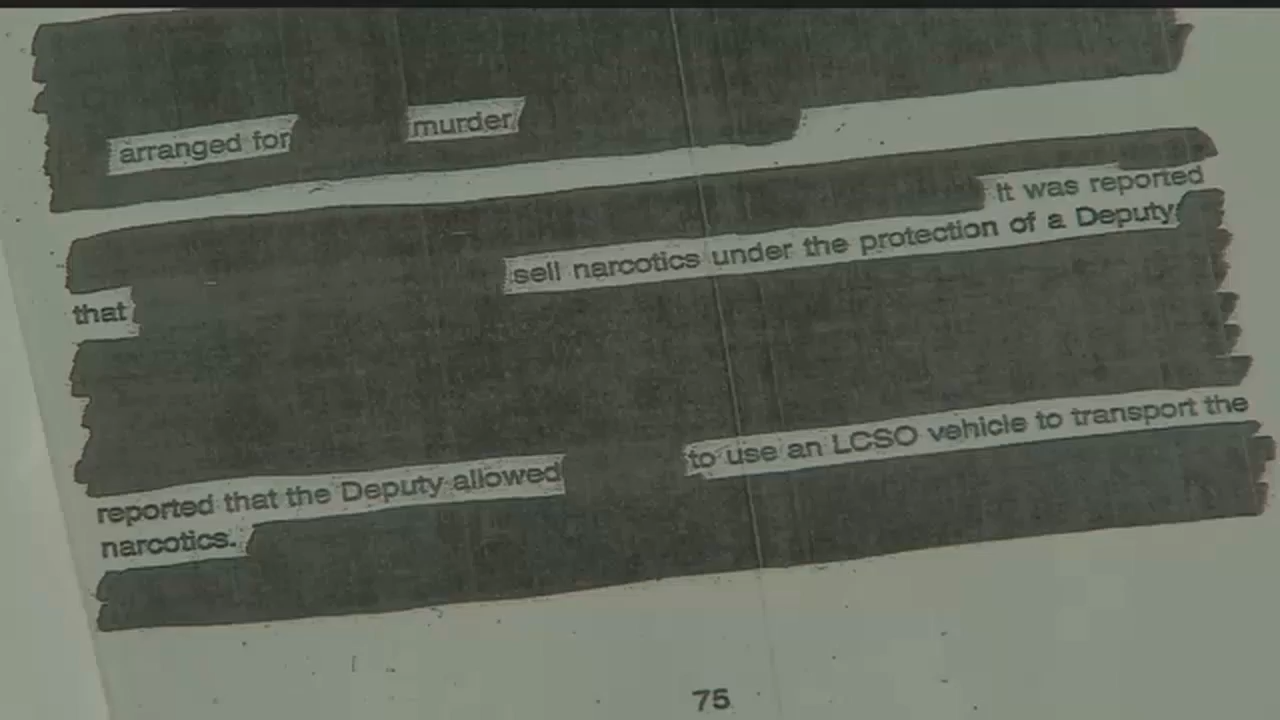 arranged for murder
It was reported
that sell narcotics under the protection of a Deputy
reported that the Deputy allowed to use an LCSO vehicle to transport the
narcotics.
75